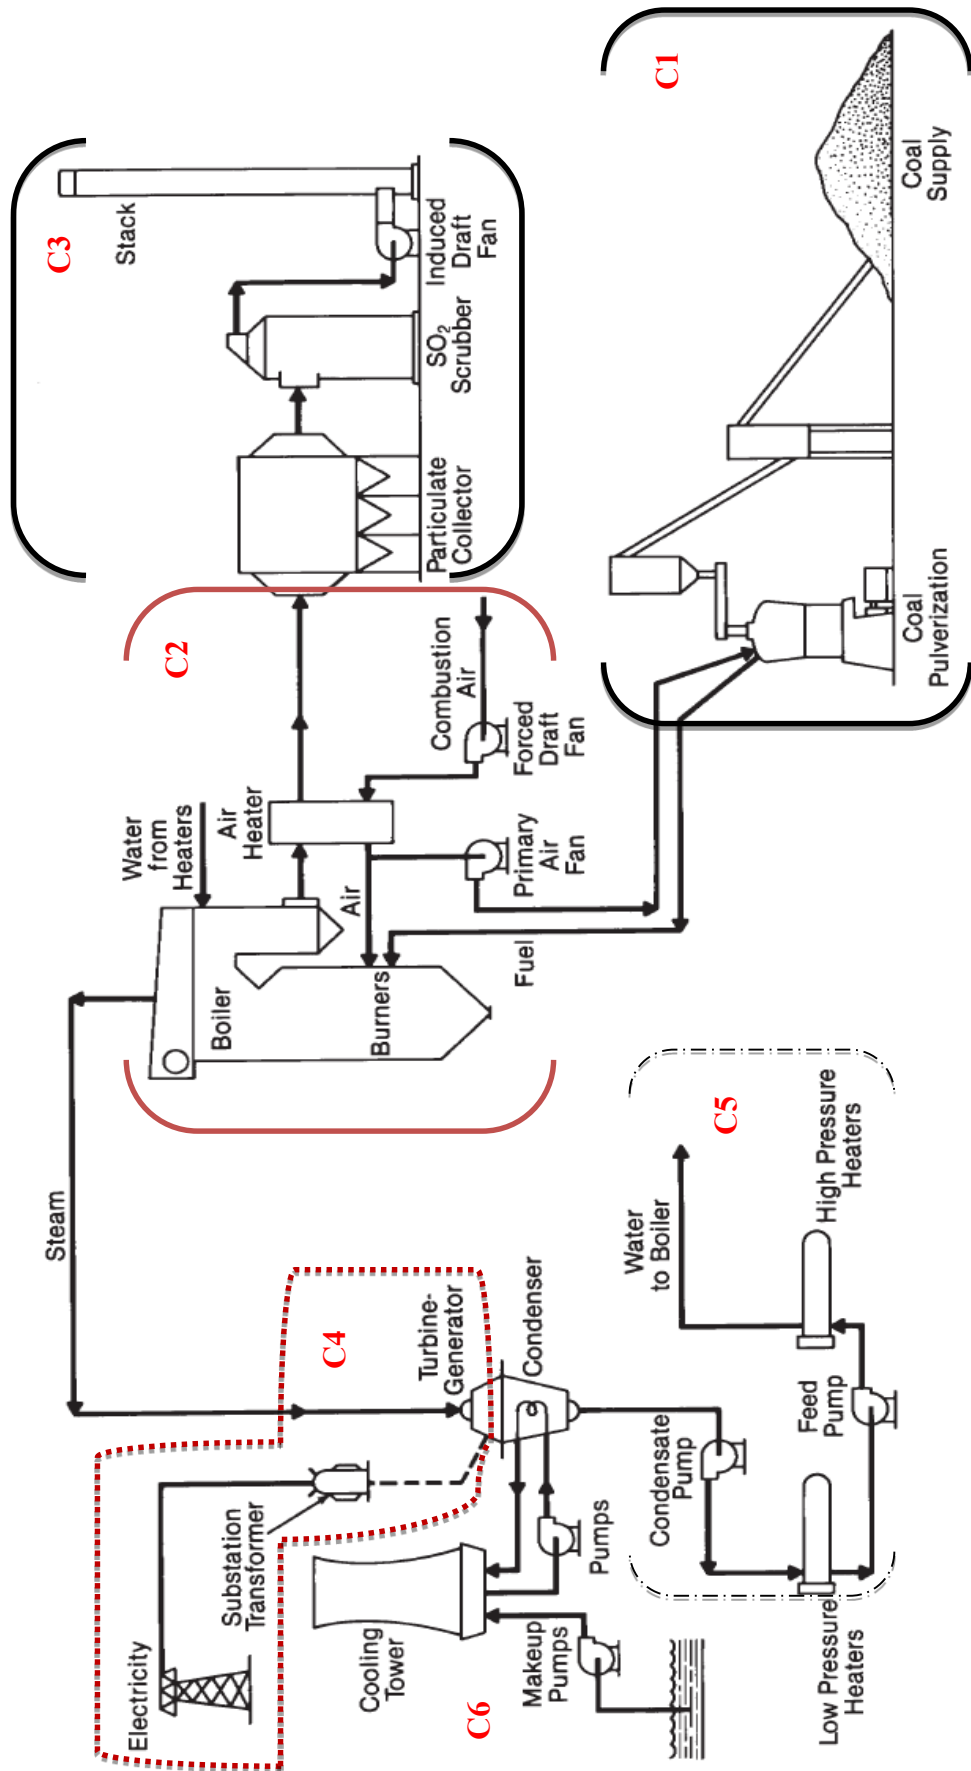 C3
Stack
Induced
Draft
Fan
SO₂
Scrubber
Particulate
Collector
C1
Coal
Supply
Coal
Pulverization
C2
Combustion
Air
Forced
Draft
Fan
Air
Heater
Water
from
Heaters
Air
Primary
Air
Fan
Fuel
Boiler
Burners
Steam
C5
High Pressure
Heaters
Water
to Boiler
C4
Turbine-
Generator
Condenser
Feed
Pump
Condensate
Pump
Substation
Transformer
Pumps
Electricity
Cooling
Tower
Makeup
Pumps
Low Pressure
Heaters
C6